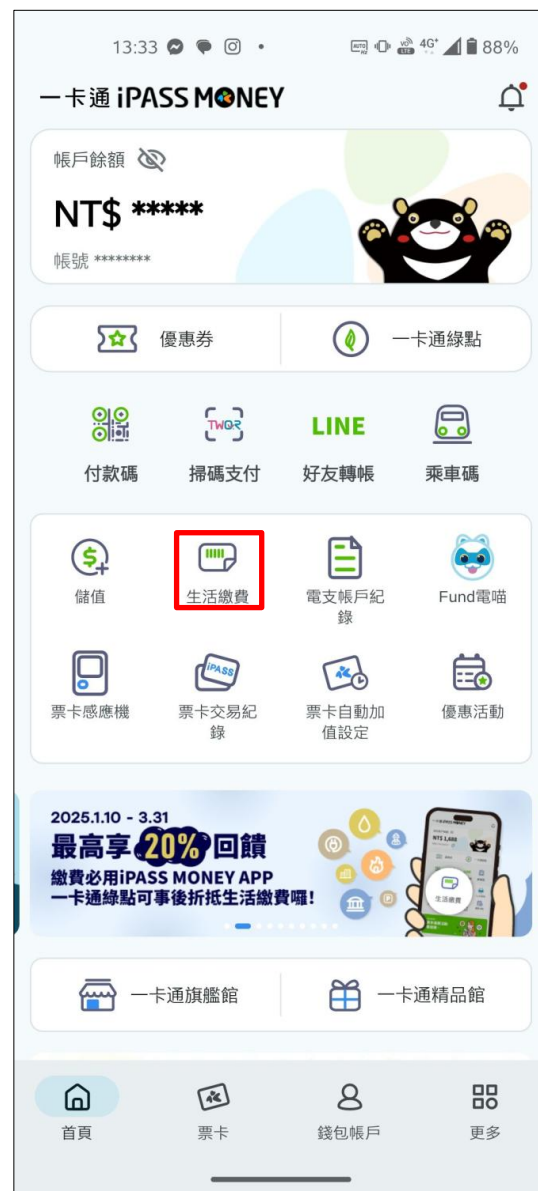 13:33
4G+
88%
一卡通 iPASS MONEY
帳戶餘額
NT$ *****
帳號 ********
優惠券
一卡通綠點
TWQR
LINE
付款碼
掃碼支付
好友轉帳
乘車碼
儲值
生活繳費
電支帳戶紀
錄
Fund電喵
iPASS
票卡感應機
票卡交易紀
錄
票卡自動加
值設定
優惠活動
2025.1.10 - 3.31
最高享20%回饋
繳費必用iPASS MONEY APP
一卡通綠點可事後折抵生活繳費囉!
生活繳費
一卡通旗艦館
一卡通精品館
首頁
票卡
錢包帳戶
更多